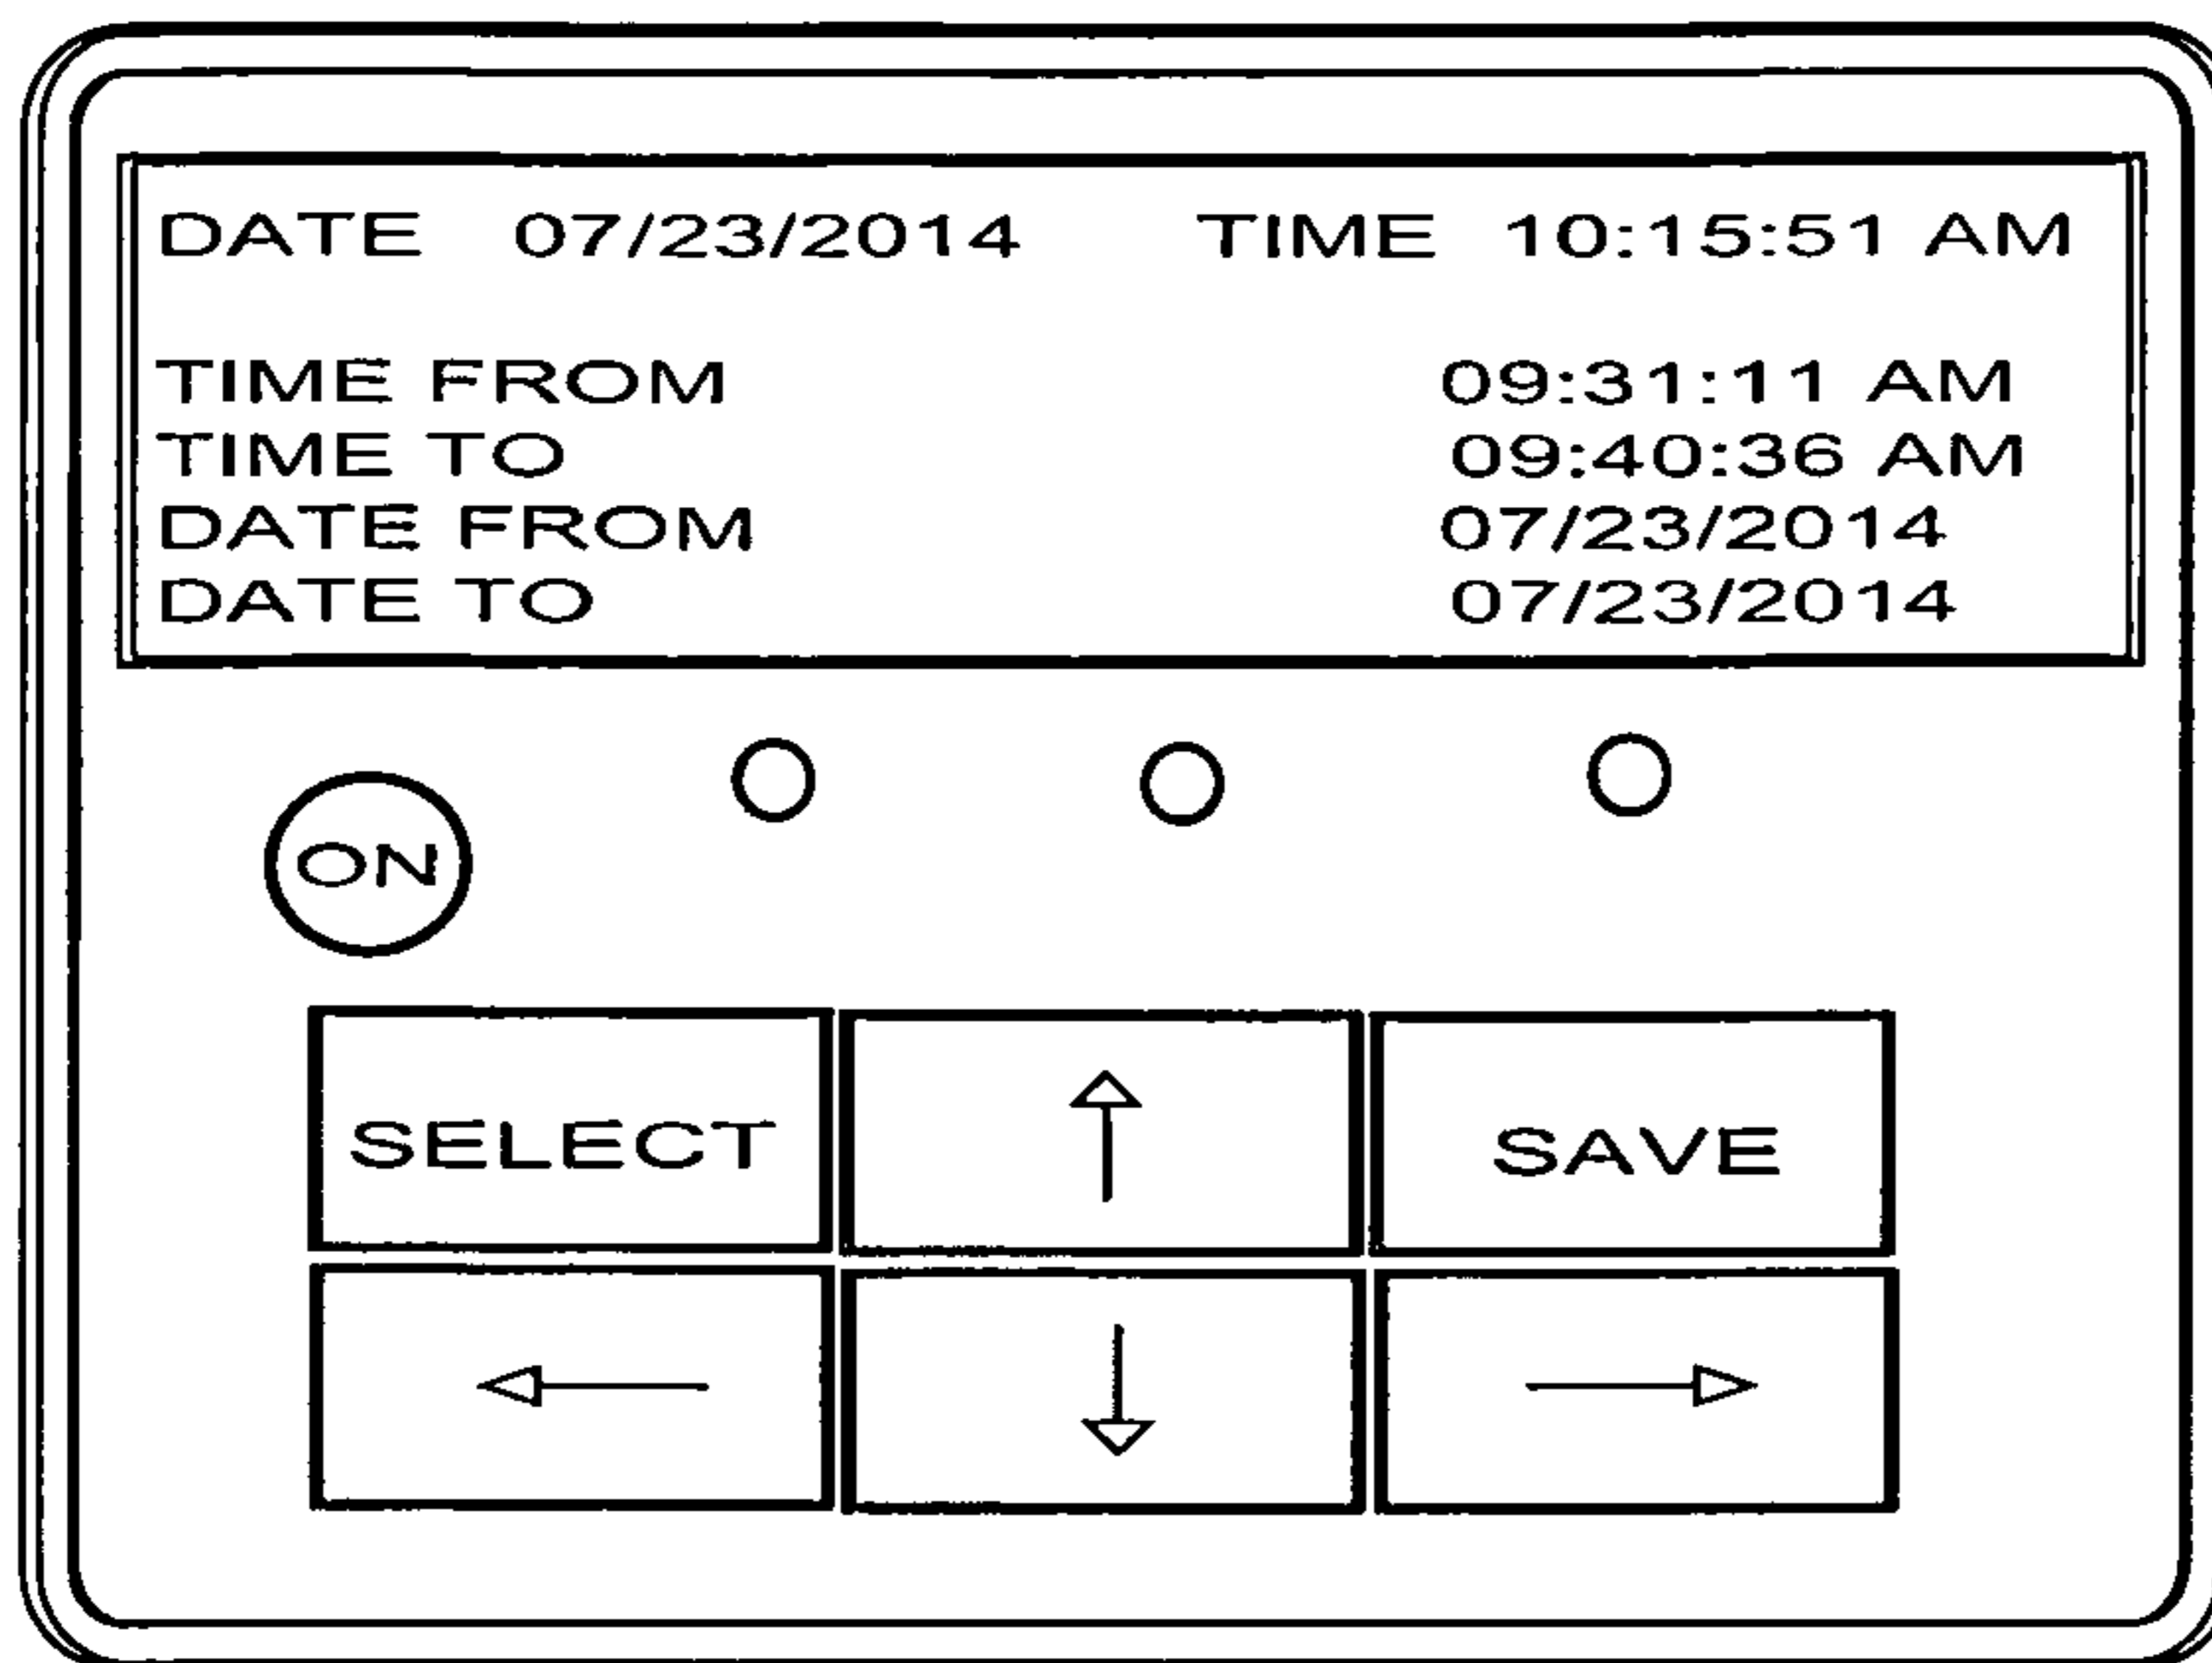 DATE 07/23/2014 TIME 10:15:51 AM
TIME FROM 09:31:11 AM
TIME TO 09:40:36 AM
DATE FROM 07/23/2014
DATE TO 07/23/2014
ON
SELECT SAVE